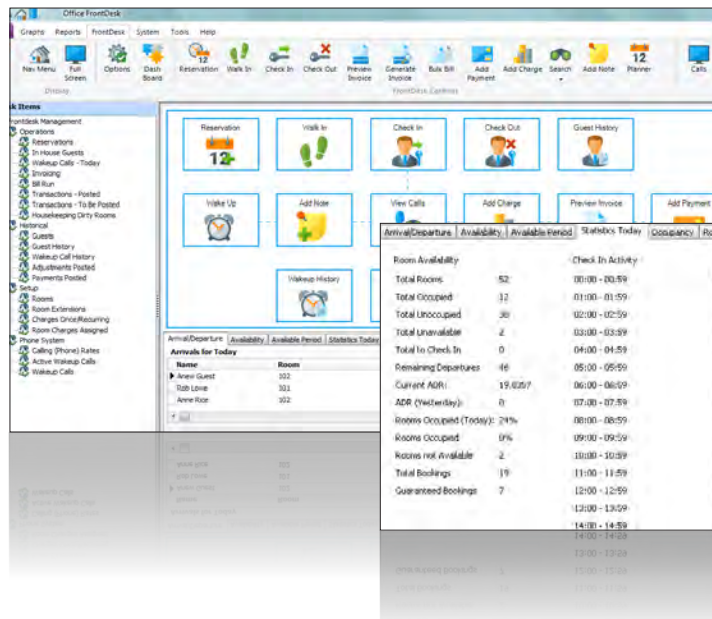 Office FrontDesk
Graphs Reports FrontDesk System Tools Help
Nav Menu Full Screen Options Dash Board Reservation Walk In Check In Check Out Preview Invoice Generate Invoice Bulk Bill Add Payment Add Charge Search Add Note Planner Calls
Display FrontDesk Controls
k Items
rontdesk Management
Operations
Reservations
In House Guests
Wakeup Calls - Today
Invoicing
Bill Run
Transactions - Posted
Transactions - To Be Posted
Housekeeping Dirty Rooms
Historical
Guests
Guest History
Wakeup Call History
Adjustments Posted
Payments Posted
Setup
Rooms
Room Extensions
Charges Once/Recurring
Room Charges Assigned
Phone System
Calling (Phone) Rates
Active Wakeup Calls
Wakeup Calls
Reservation Walk In Check In Check Out Guest History
Wake Up Add Note View Calls Add Charge Preview Invoice Add Payment
Wakeup History
Arrival/Departure Availability Available Period Statistics Today
Arrivals for Today
Name Room
Anew Guest 102
Rob Lowe 101
Anne Rice 102
Arrival/Departure Availability Available Period Statistics Today Occupancy Ro
Room Availability Check In Activity
Total Rooms 52 00:00 - 00:59
Total Occupied 12 01:00 - 01:59
Total Unoccupied 38 02:00 - 02:59
Total Unavailable 2 03:00 - 03:59
Total to Check In 0 04:00 - 04:59
Remaining Departures 46 05:00 - 05:59
Current ADR: 19.0357 06:00 - 06:59
ADR (Yesterday): 0 07:00 - 07:59
Rooms Occupied (Today): 24% 08:00 - 08:59
Rooms Occupied 0% 09:00 - 09:59
Rooms not Available 2 10:00 - 10:59
Total Bookings 19 11:00 - 11:59
Guaranteed Bookings 7 12:00 - 12:59
13:00 - 13:59
14:00 - 14:59